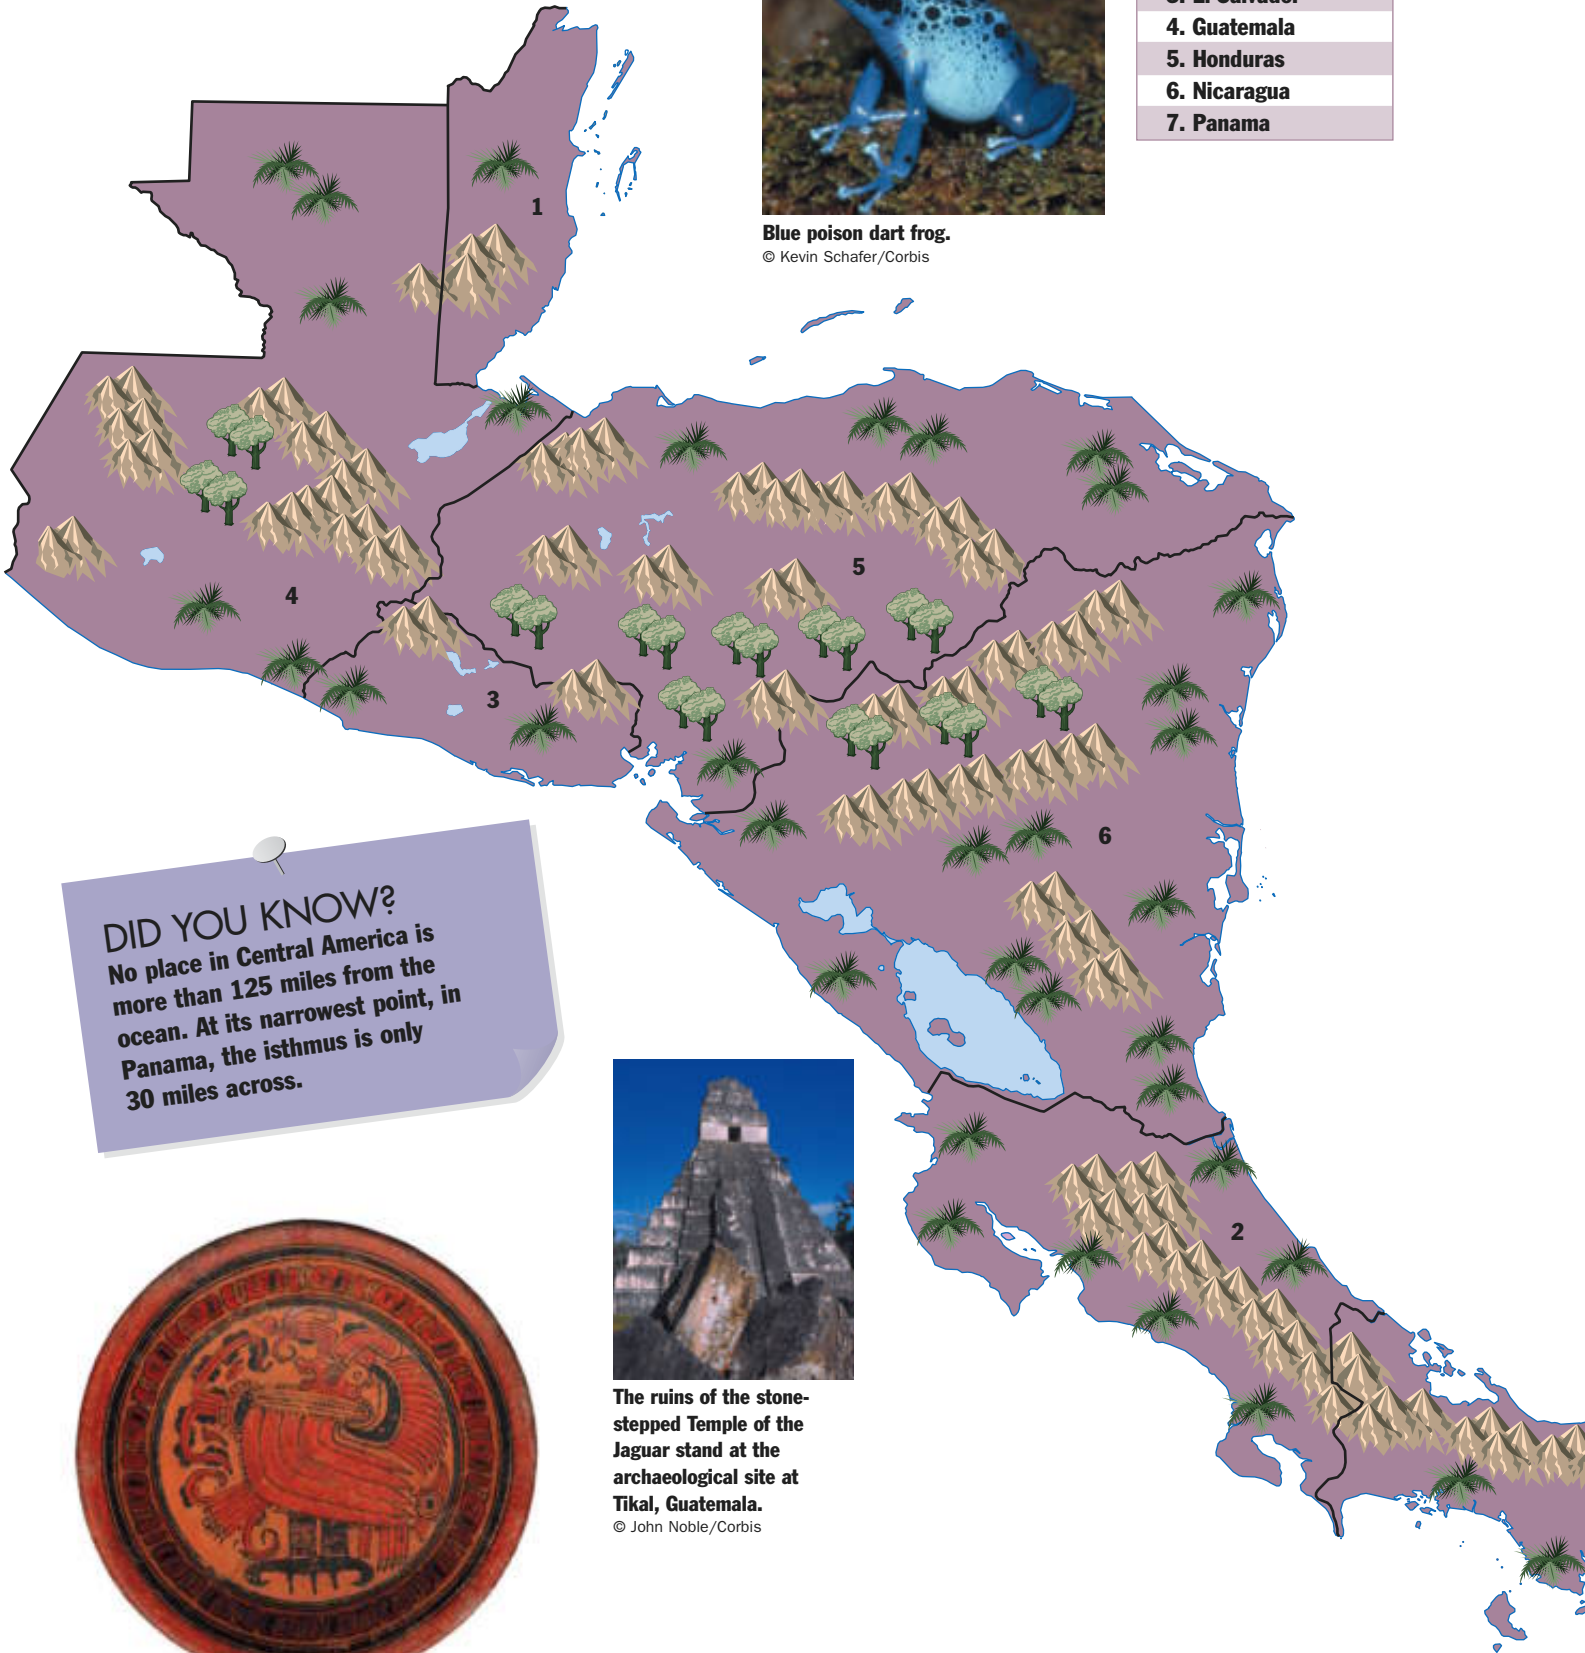 3. El Salvador
4. Guatemala
5. Honduras
6. Nicaragua
7. Panama
1
Blue poison dart frog.
© Kevin Schafer/Corbis
5
4
3
6
DID YOU KNOW?
No place in Central America is
more than 125 miles from the
ocean. At its narrowest point, in
Panama, the isthmus is only
30 miles across.
2
The ruins of the stone-
stepped Temple of the
Jaguar stand at the
archaeological site at
Tikal, Guatemala.
© John Noble/Corbis